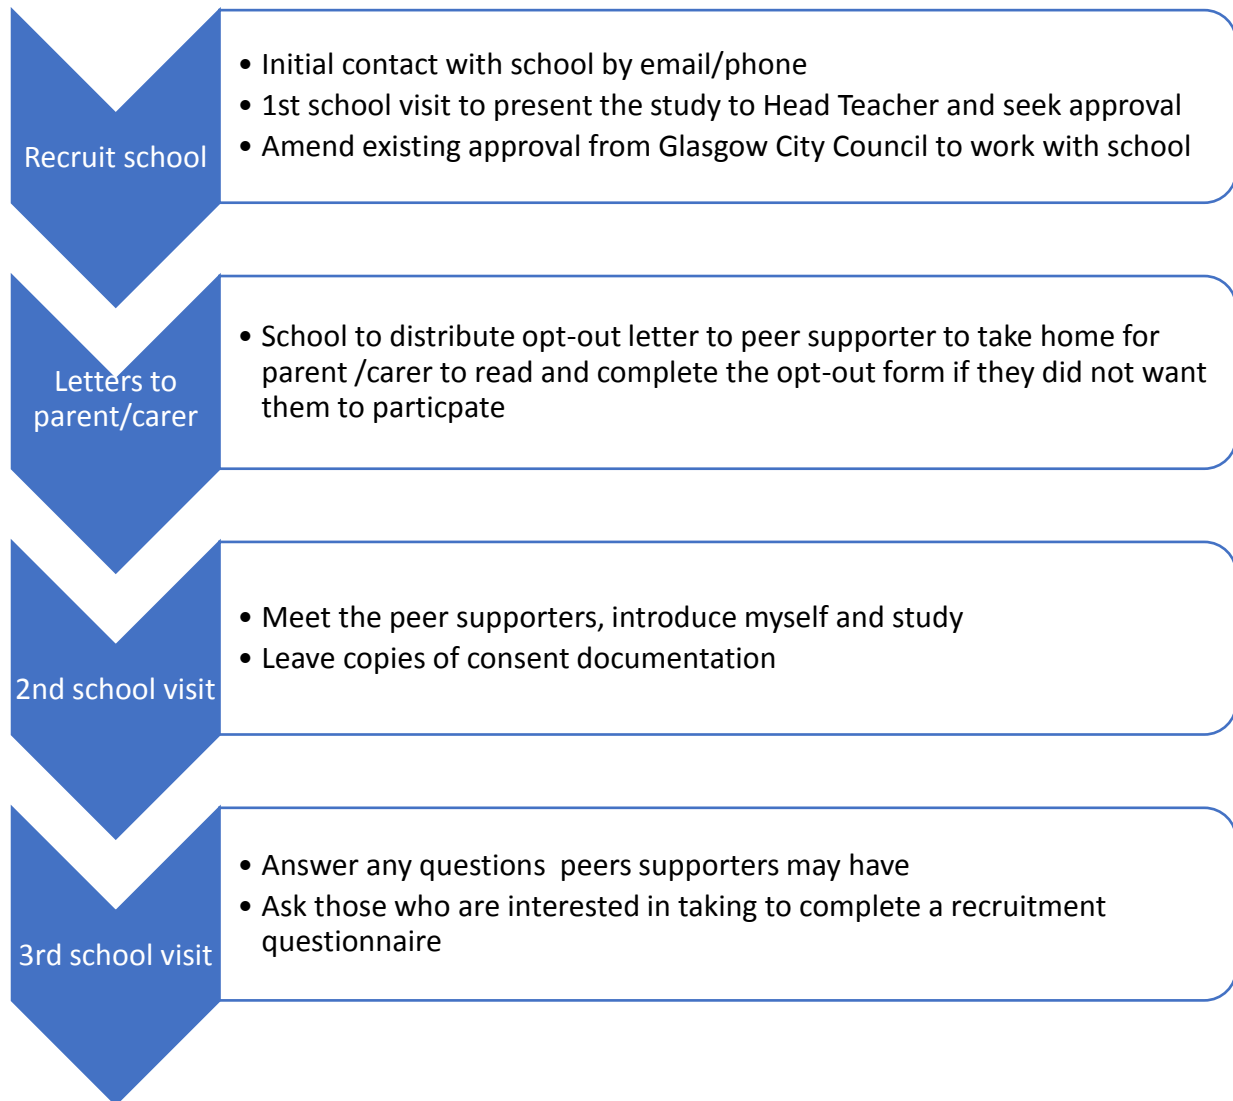 Recruit school
• Initial contact with school by email/phone
• 1st school visit to present the study to Head Teacher and seek approval
• Amend existing approval from Glasgow City Council to work with school
Letters to
parent/carer
• School to distribute opt-out letter to peer supporter to take home for
parent /carer to read and complete the opt-out form if they did not want
them to particpate
2nd school visit
• Meet the peer supporters, introduce myself and study
• Leave copies of consent documentation
3rd school visit
• Answer any questions  peers supporters may have
• Ask those who are interested in taking to complete a recruitment
questionnaire